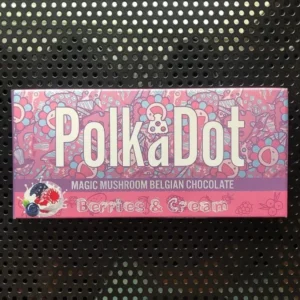 PolkaDot
MAGIC MUSHROOM BELGIAN CHOCOLATE
Berries & Cream